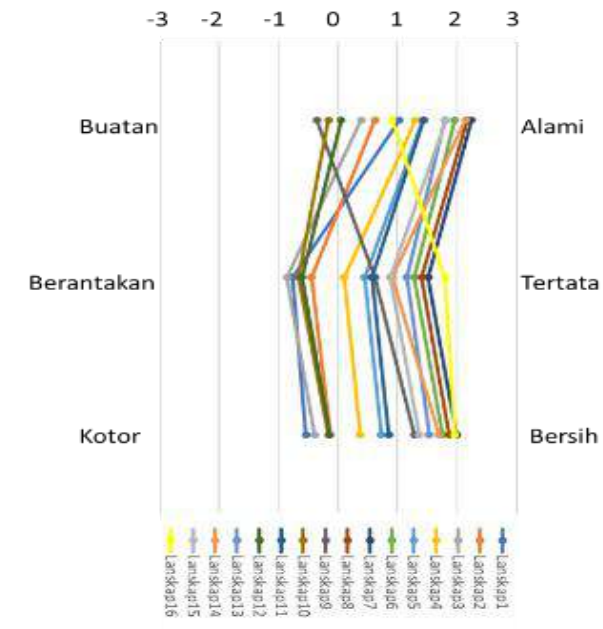 -3 -2 -1 0 1 2 3
Buatan Alami
Berantakan Tertata
Kotor Bersih
Lanskap16
Lanskap15
Lanskap14
Lanskap13
Lanskap12
Lanskap11
Lanskap10
Lanskap9
Lanskap8
Lanskap7
Lanskap6
Lanskap5
Lanskap4
Lanskap3
Lanskap2
Lanskap1